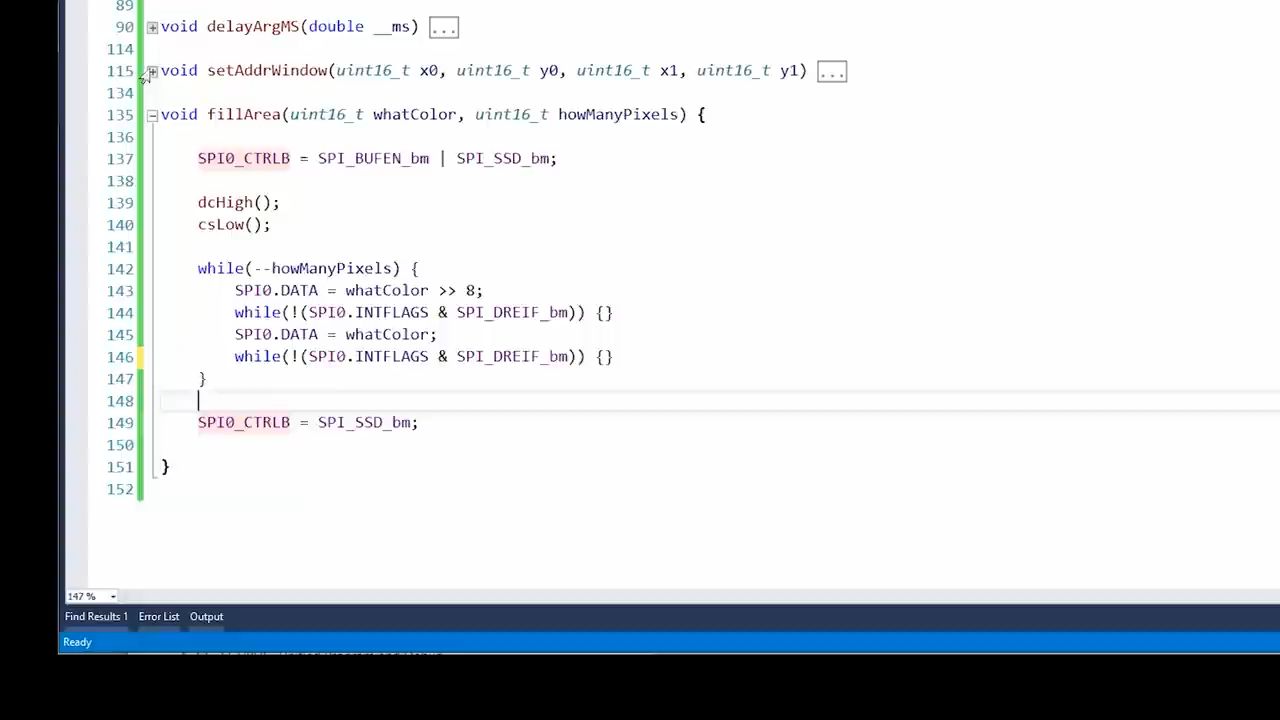 89
90 void delayArgMS(double __ms) ...
114
115 void setAddrWindow(uint16_t x0, uint16_t y0, uint16_t x1, uint16_t y1) ...
134
135 void fillArea(uint16_t whatColor, uint16_t howManyPixels) {
136
137 SPI0_CTRLB = SPI_BUFEN_bm | SPI_SSD_bm;
138
139 dcHigh();
140 csLow();
141
142 while(--howManyPixels) {
143 SPI0.DATA = whatColor >> 8;
144 while(!(SPI0.INTFLAGS & SPI_DREIF_bm)) {}
145 SPI0.DATA = whatColor;
146 while(!(SPI0.INTFLAGS & SPI_DREIF_bm)) {}
147 }
148
149 SPI0_CTRLB = SPI_SSD_bm;
150
151 }
152
147 %
Find Results 1 Error List Output
Ready